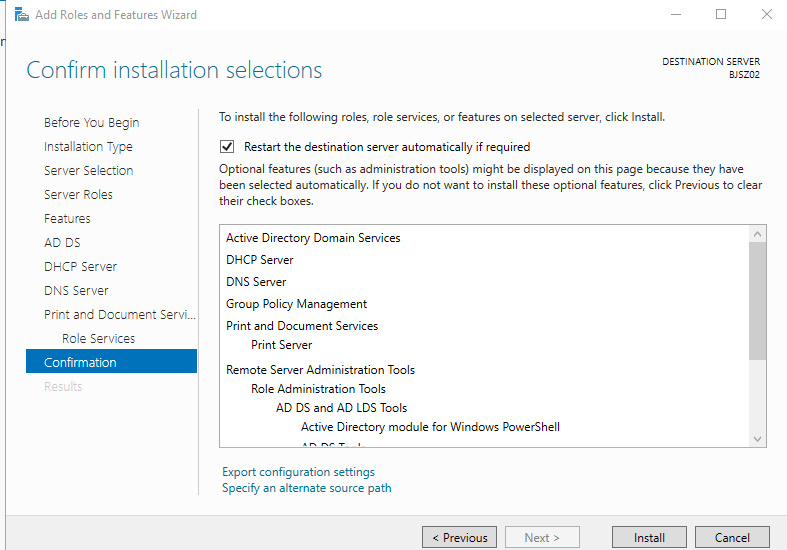 Add Roles and Features Wizard
Confirm installation selections
DESTINATION SERVER
BJSZ02
Before You Begin
Installation Type
Server Selection
Server Roles
Features
AD DS
DHCP Server
DNS Server
Print and Document Servi...
Role Services
Confirmation
Results
To install the following roles, role services, or features on selected server, click Install.
Restart the destination server automatically if required
Optional features (such as administration tools) might be displayed on this page because they have
been selected automatically. If you do not want to install these optional features, click Previous to clear
their check boxes.
Active Directory Domain Services
DHCP Server
DNS Server
Group Policy Management
Print and Document Services
Print Server
Remote Server Administration Tools
Role Administration Tools
AD DS and AD LDS Tools
Active Directory module for Windows PowerShell
AD DS Tools
Export configuration settings
Specify an alternate source path
< Previous
Next >
Install
Cancel